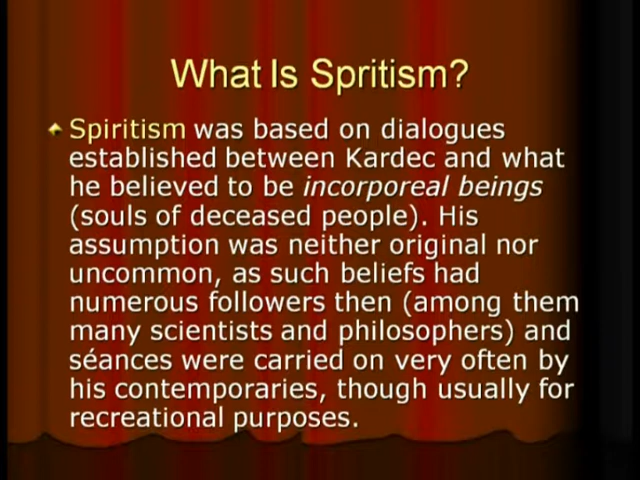 What Is Spritism?
Spiritism was based on dialogues
established between Kardec and what
he believed to be incorporeal beings
(souls of deceased people). His
assumption was neither original nor
uncommon, as such beliefs had
numerous followers then (among them
many scientists and philosophers) and
séances were carried on very often by
his contemporaries, though usually for
recreational purposes.